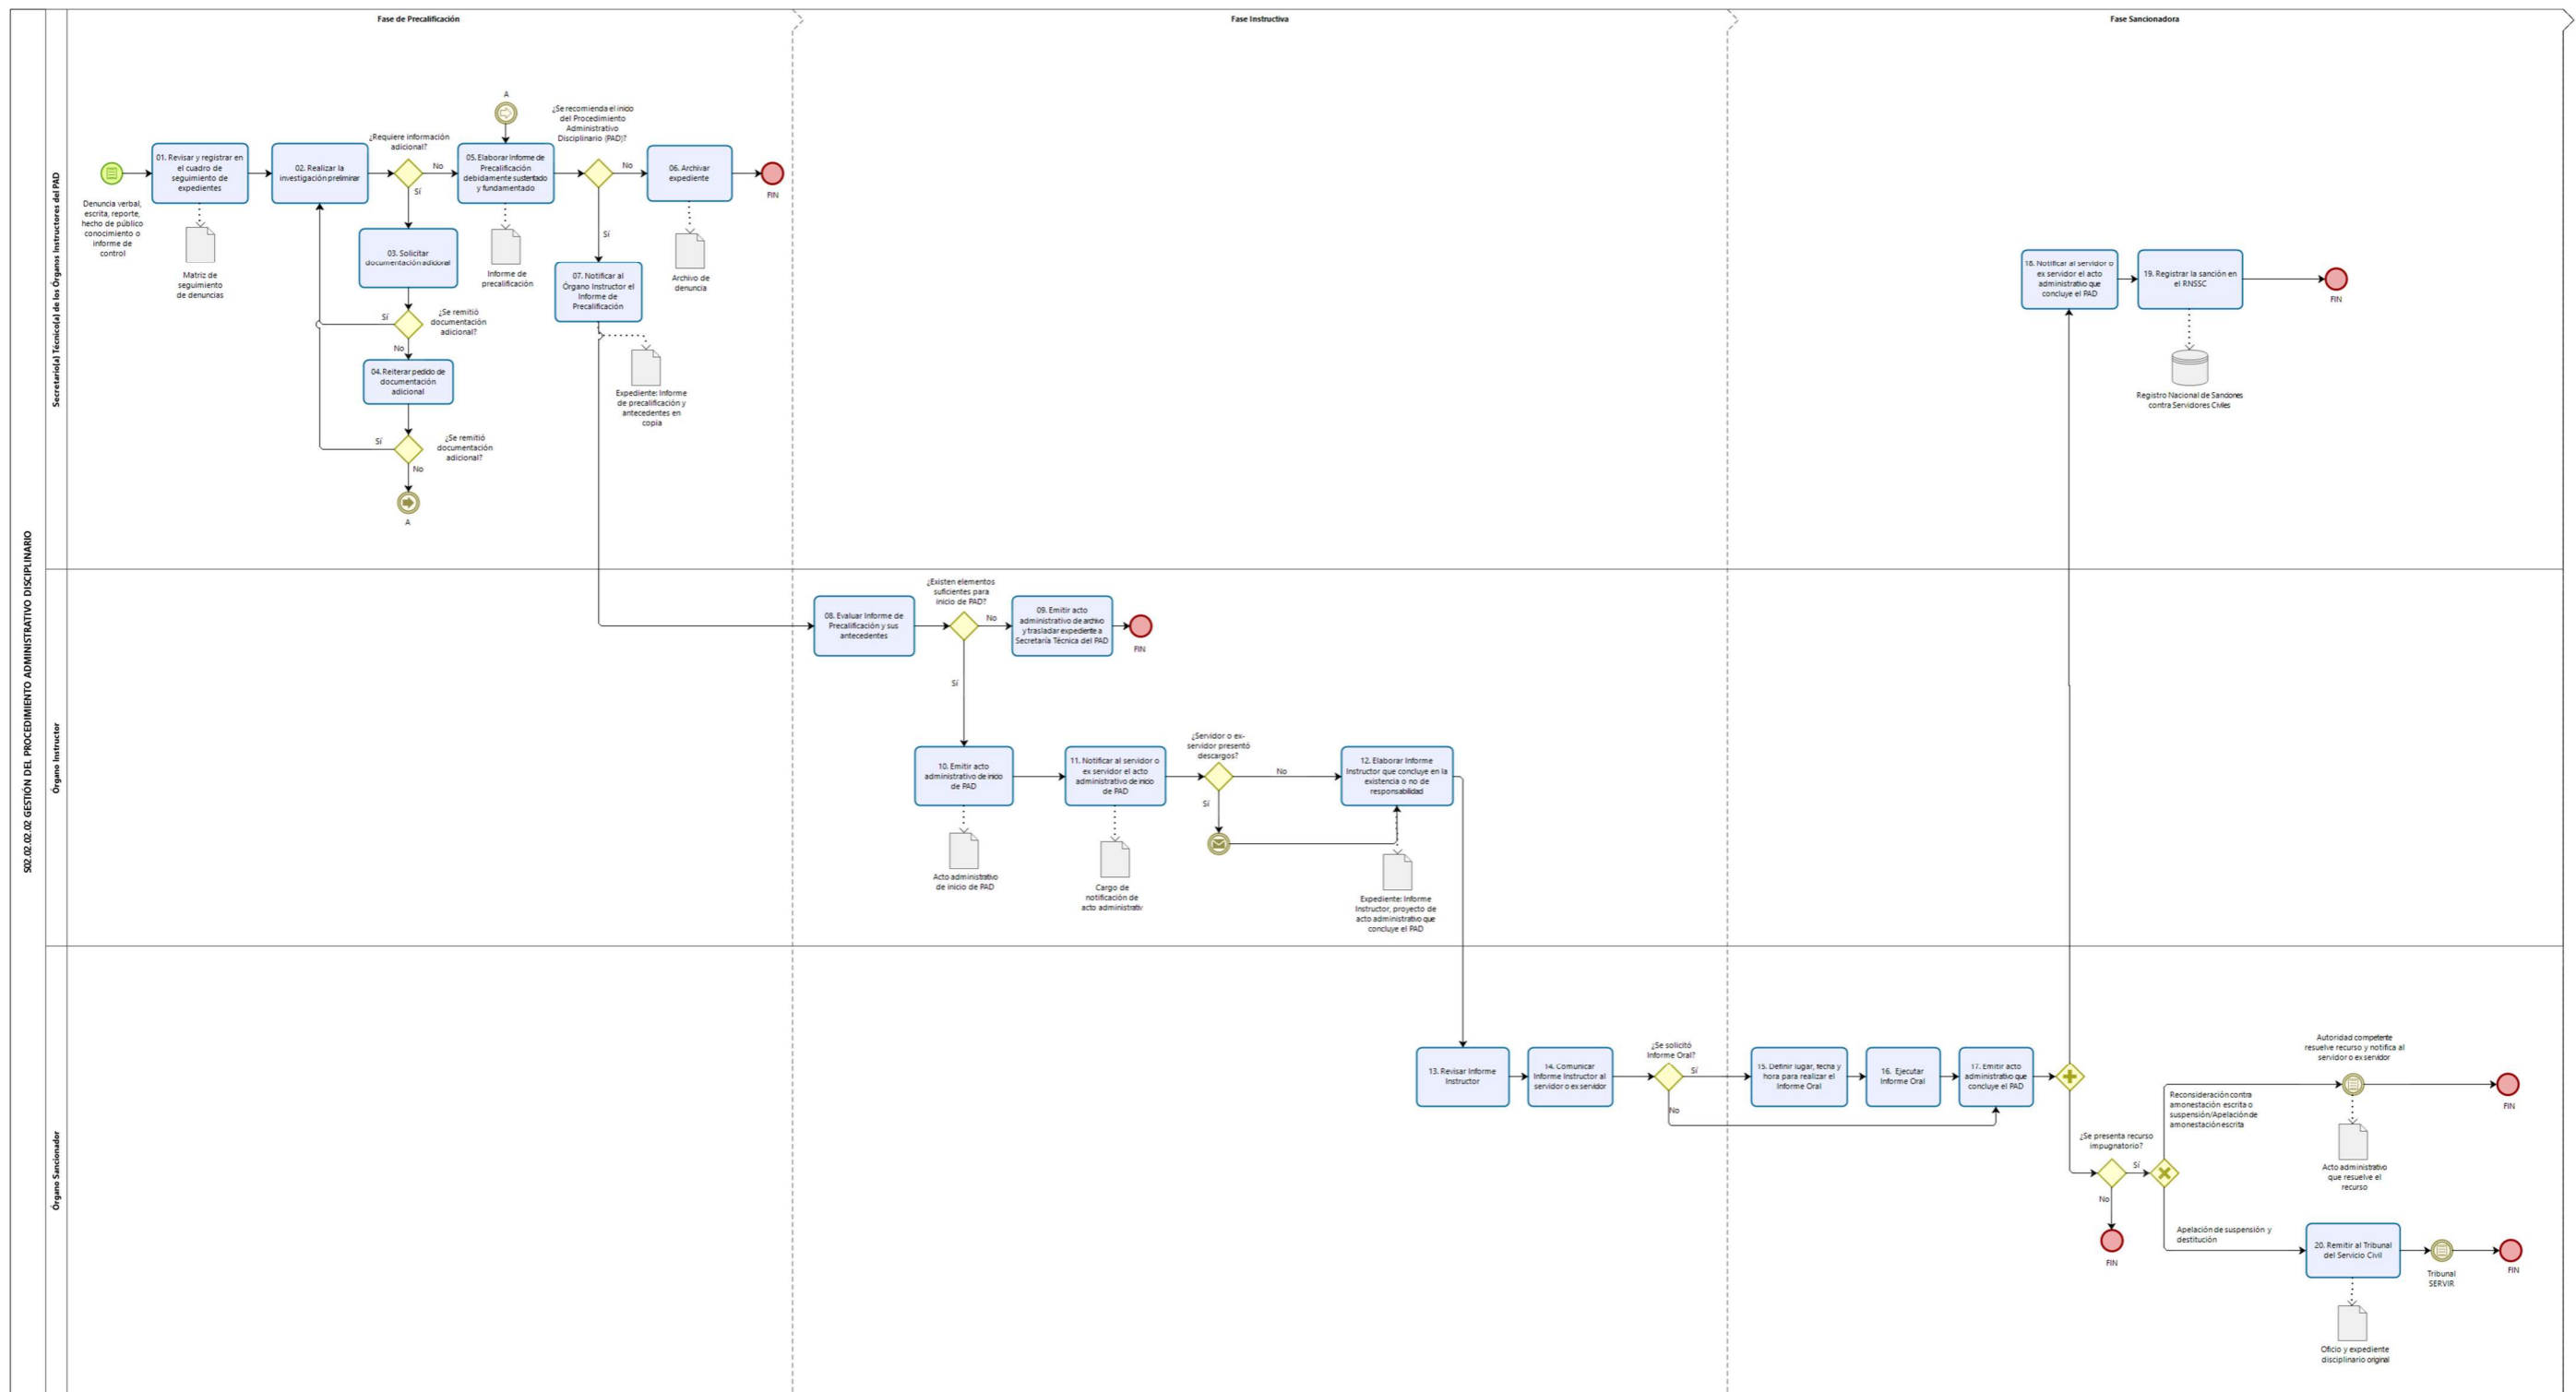 Fase de Precalificación
Fase Instructiva
Fase Sancionadora
S02.02.02.02 GESTIÓN DEL PROCEDIMIENTO ADMINISTRATIVO DISCIPLINARIO
Secretario(a) Técnico(a) de los Órganos Instructores del PAD
Denuncia verbal,
escrita, reporte,
hecho de público
conocimiento o
informe de
control
01. Revisar y registrar en
el cuadro de
seguimiento de
expedientes
Matriz de
seguimiento
de denuncias
02. Realizar la
investigación preliminar
¿Requiere información
adicional?
No
Sí
03. Solicitar
documentación adicional
¿Se remitió
documentación
adicional?
Sí
No
04. Reiterar pedido de
documentación
adicional
¿Se remitió
documentación
adicional?
Sí
No
A
A
05. Elaborar Informe de
Precalificación
debidamente sustentado
y fundamentado
Informe de
precalificación
¿Se recomienda el inicio
del Procedimiento
Administrativo
Disciplinario (PAD)?
No
Sí
06. Archivar
expediente
Archivo de
denuncia
FIN
07. Notificar al
Órgano Instructor el
Informe de
Precalificación
Expediente: Informe
de precalificación y
antecedentes en
copia
18. Notificar al servidor o
ex servidor el acto
administrativo que
concluye el PAD
19. Registrar la sanción en
el RNSSC
FIN
Registro Nacional de Sanciones
contra Servidores Civiles
Órgano Instructor
08. Evaluar Informe de
Precalificación y sus
antecedentes
¿Existen elementos
suficientes para
inicio de PAD?
No
Sí
09. Emitir acto
administrativo de archivo
y trasladar expediente a
Secretaría Técnica del PAD
FIN
10. Emitir acto
administrativo de inicio
de PAD
Acto administrativo
de inicio de PAD
11. Notificar al servidor o
ex servidor el acto
administrativo de inicio
de PAD
Cargo de
notificación de
acto administrativ
¿Servidor o ex-
servidor presentó
descargos?
No
Sí
12. Elaborar Informe
Instructor que concluye en la
existencia o no de
responsabilidad
Expediente: Informe
Instructor, proyecto de
acto administrativo que
concluye el PAD
Órgano Sancionador
13. Revisar Informe
Instructor
14. Comunicar
Informe Instructor al
servidor o ex servidor
¿Se solicitó
Informe Oral?
Sí
No
15. Definir lugar, fecha y
hora para realizar el
Informe Oral
16. Ejecutar
Informe Oral
17. Emitir acto
administrativo que
concluye el PAD
¿Se presenta recurso
impugnatorio?
Sí
No
FIN
Reconsideración contra
amonestación escrita o
suspensión/Apelación de
amonestación escrita
Autoridad competente
resuelve recurso y notifica al
servidor o ex servidor
FIN
Acto administrativo
que resuelve el
recurso
Apelación de suspensión y
destitución
20. Remitir al Tribunal
del Servicio Civil
Tribunal
SERVIR
FIN
Oficio y expediente
disciplinario original